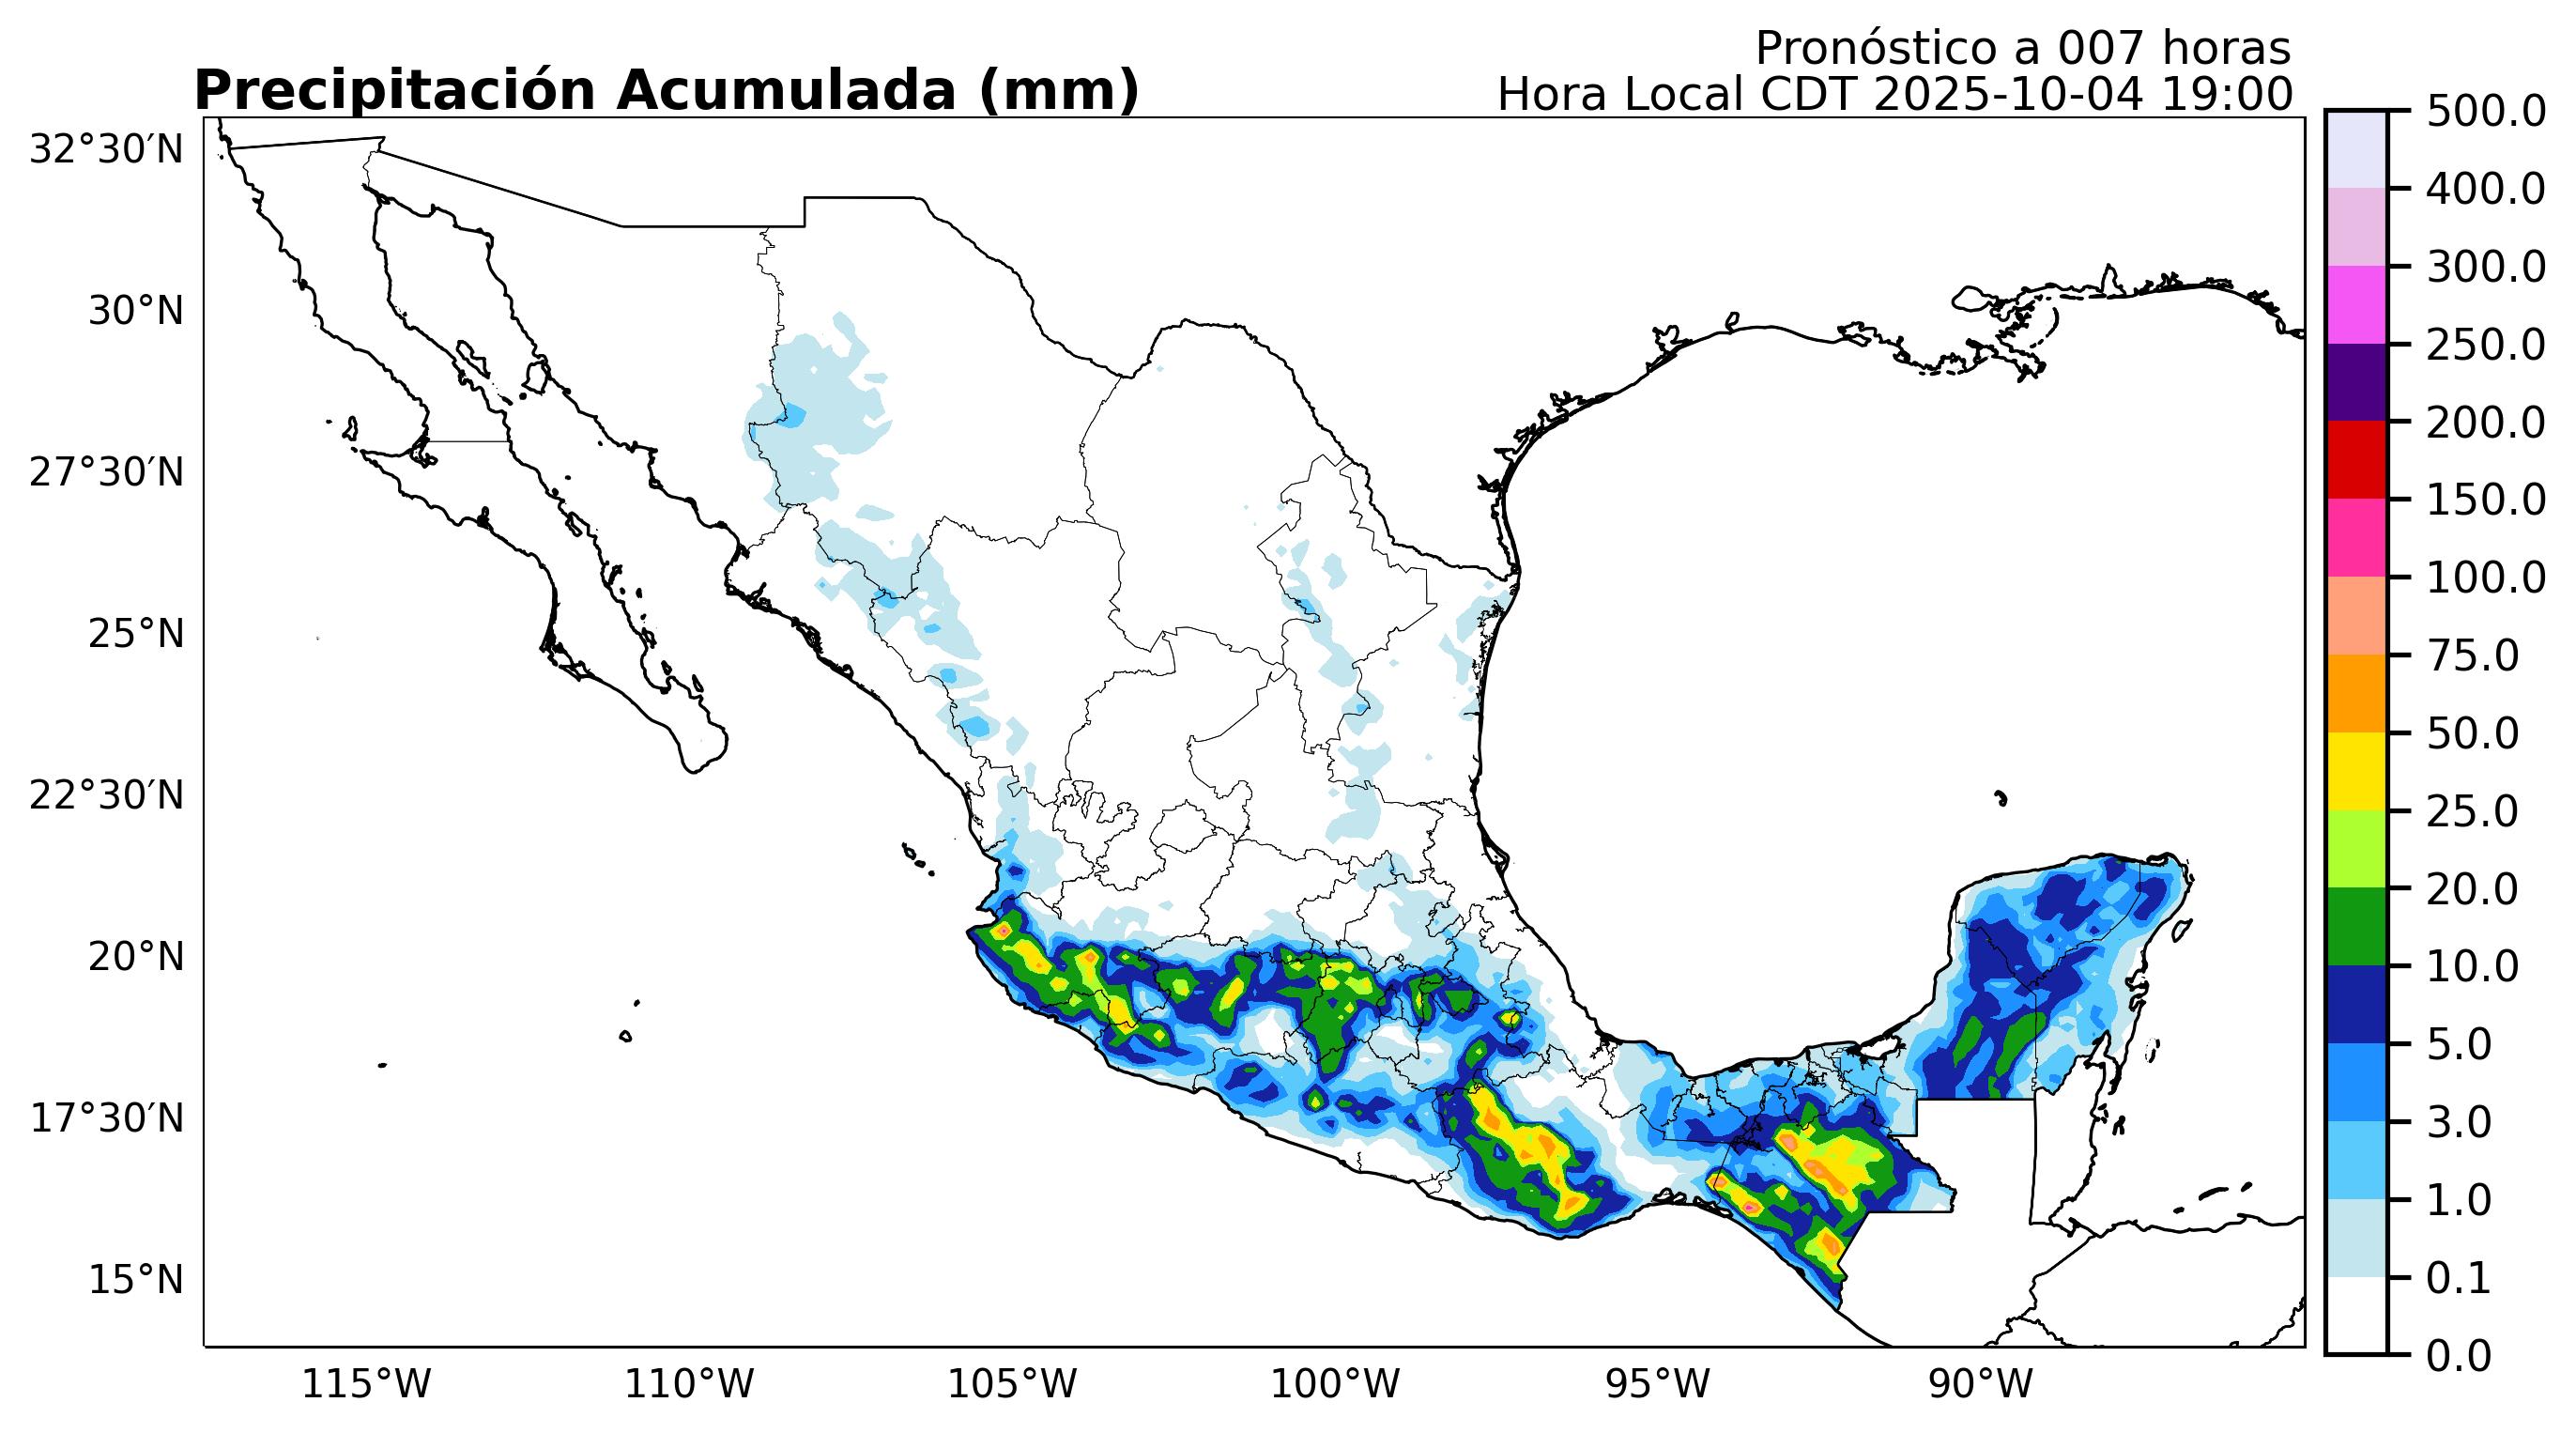 Pronóstico a 007 horas
Precipitación Acumulada (mm)
Hora Local CDT 2025-10-04 19:00
32°30′N
30°N
27°30′N
25°N
22°30′N
20°N
17°30′N
15°N
115°W
110°W
105°W
100°W
95°W
90°W
500.0
400.0
300.0
250.0
200.0
150.0
100.0
75.0
50.0
25.0
20.0
10.0
5.0
3.0
1.0
0.1
0.0